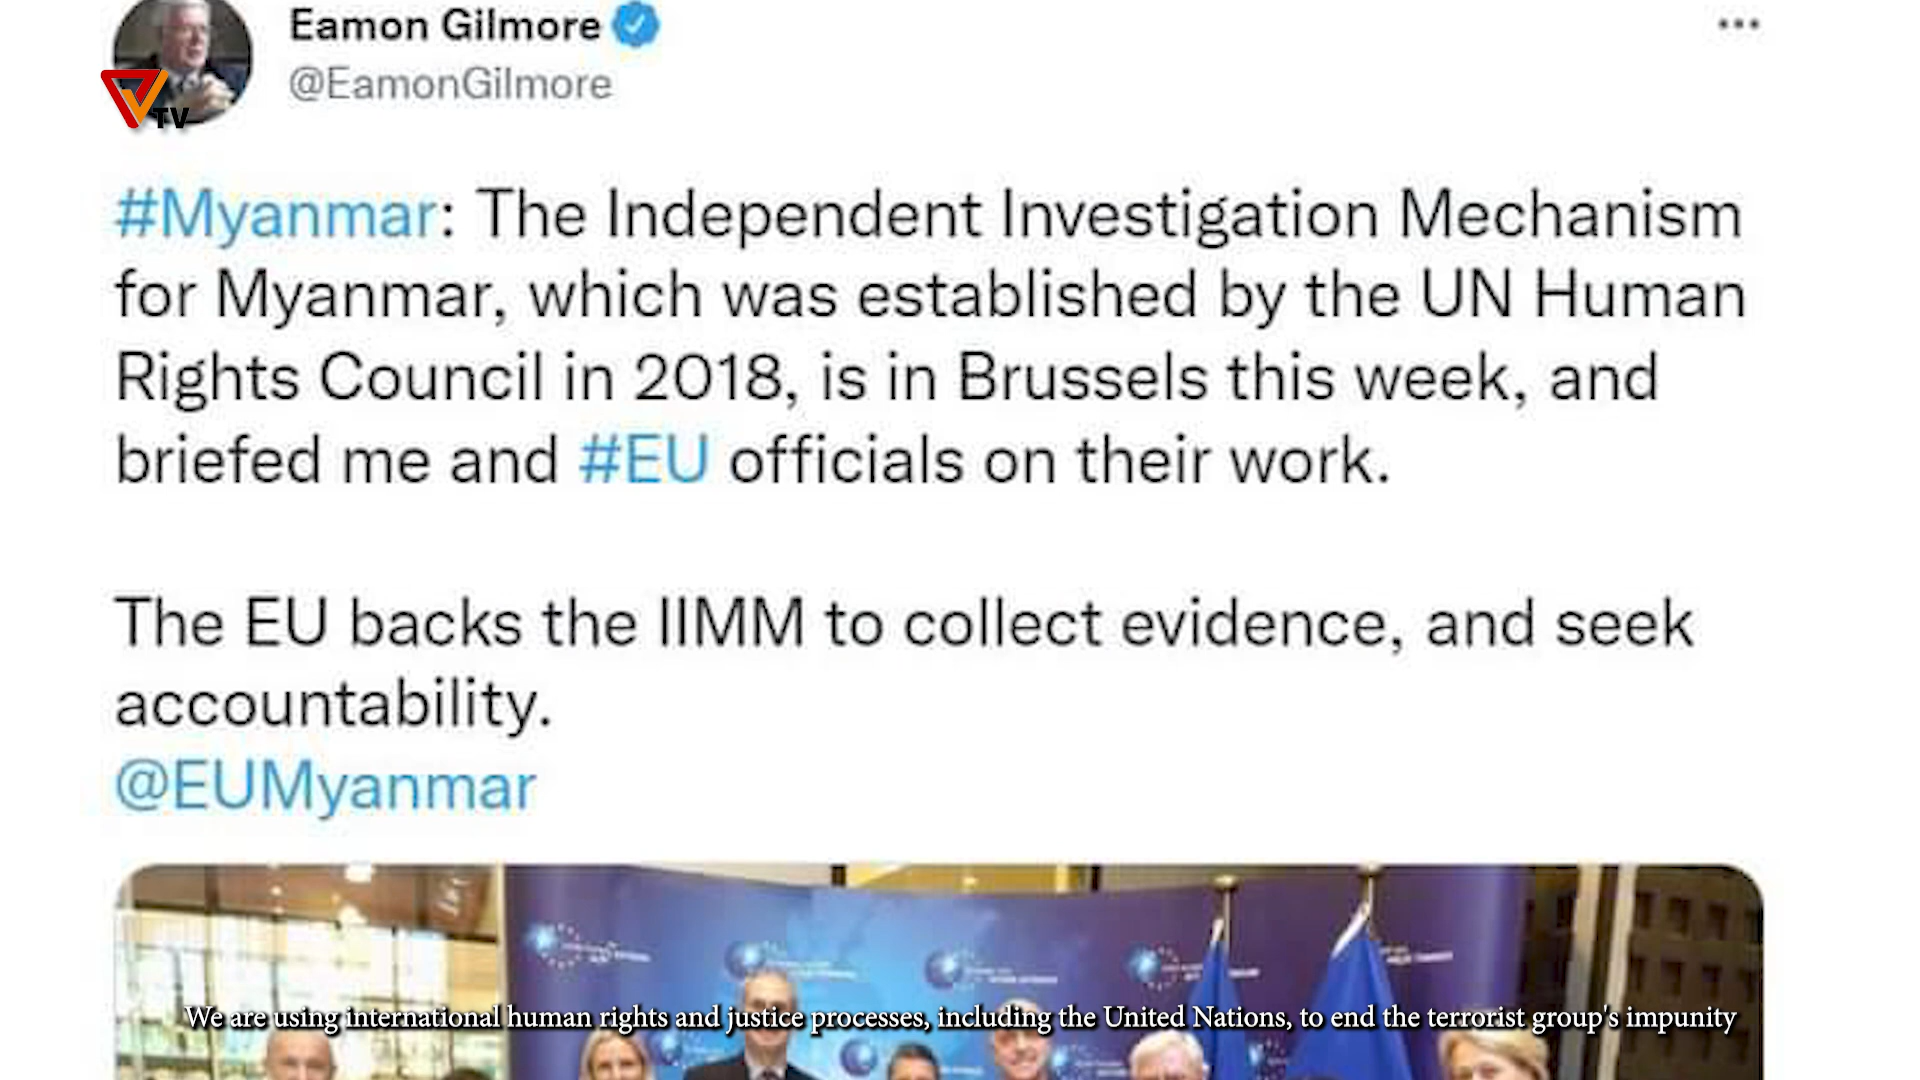 Eamon Gilmore
@EamonGilmore
TV
#Myanmar: The Independent Investigation Mechanism
for Myanmar, which was established by the UN Human
Rights Council in 2018, is in Brussels this week, and
briefed me and #EU officials on their work.
The EU backs the IIMM to collect evidence, and seek
accountability.
@EUMyanmar
We are using international human rights and justice processes, including the United Nations, to end the terrorist group's impunity